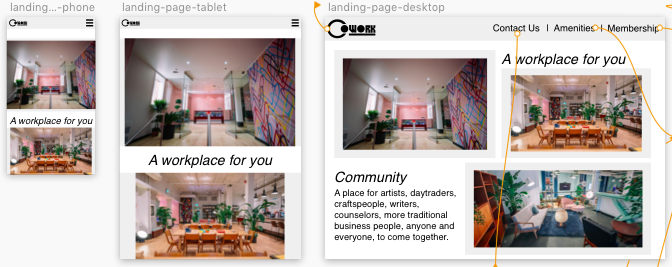 landing...-phone
landing-page-tablet
landing-page-desktop
COWORK
COWORK
COWORK
Contact Us | Amenities | Membership
A workplace for you
A workplace for you
A workplace for you
Community
A place for artists, daytraders,
craftspeople, writers,
counselors, more traditional
business people, anyone and
everyone, to come together.